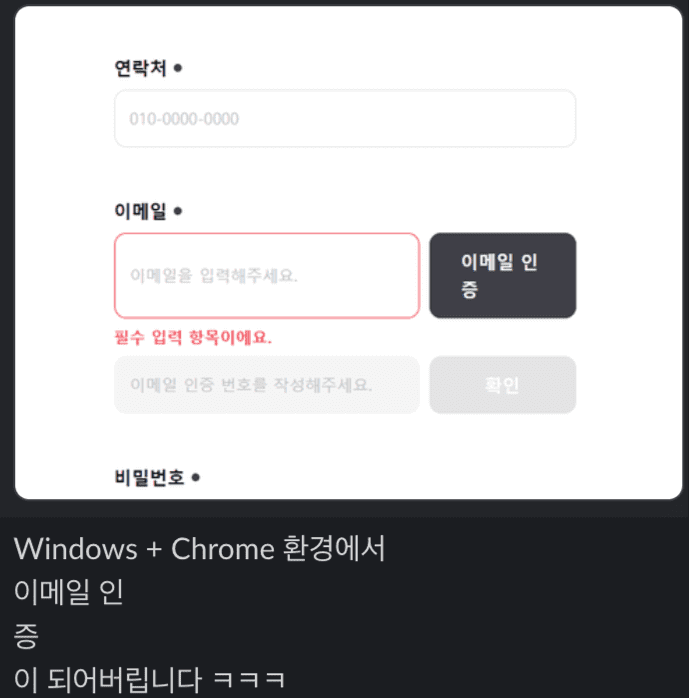 연락처 •
010-0000-0000
이메일 •
이메일을 입력해주세요.
이메일 인
증
필수 입력 항목이에요.
이메일 인증 번호를 작성해주세요.
확인
비밀번호 •
Windows + Chrome 환경에서
이메일 인
증
이 되어버립니다 ㅋㅋㅋ